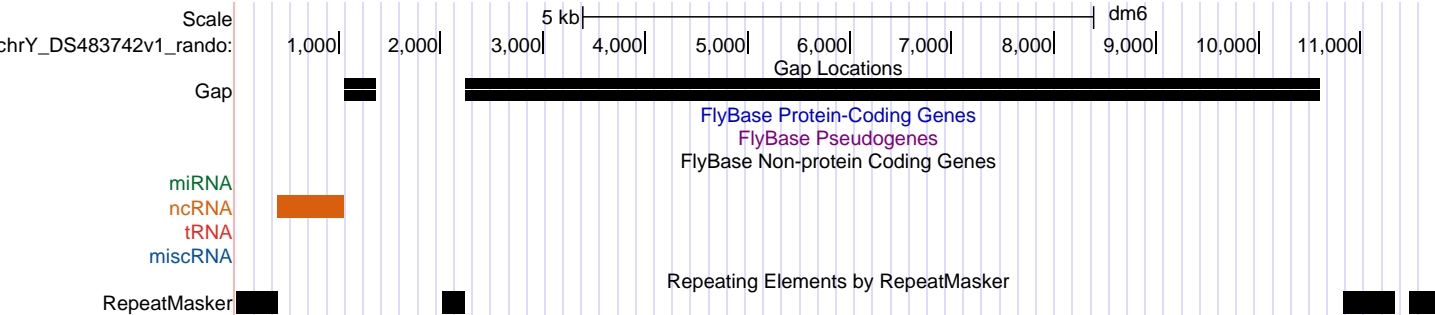 Scale 5 kb dm6
chrY_DS483742v1_rando: 1,000 2,000 3,000 4,000 5,000 6,000 7,000 8,000 9,000 10,000 11,000
Gap Locations
Gap
FlyBase Protein-Coding Genes
FlyBase Pseudogenes
FlyBase Non-protein Coding Genes
miRNA
ncRNA
tRNA
miscRNA
Repeating Elements by RepeatMasker
RepeatMasker